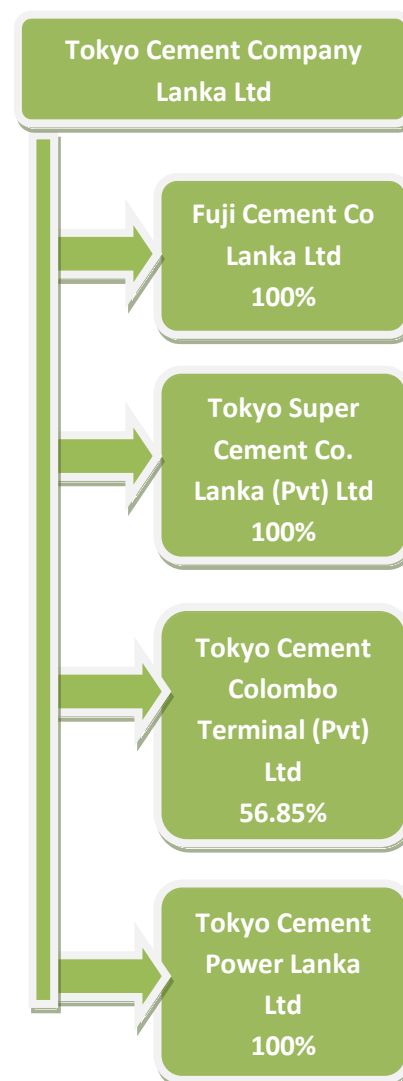 Tokyo Cement Company
Lanka Ltd
Fuji Cement Co
Lanka Ltd
100%
Tokyo Super
Cement Co.
Lanka (Pvt) Ltd
100%
Tokyo Cement
Colombo
Terminal (Pvt)
Ltd
56.85%
Tokyo Cement
Power Lanka
Ltd
100%